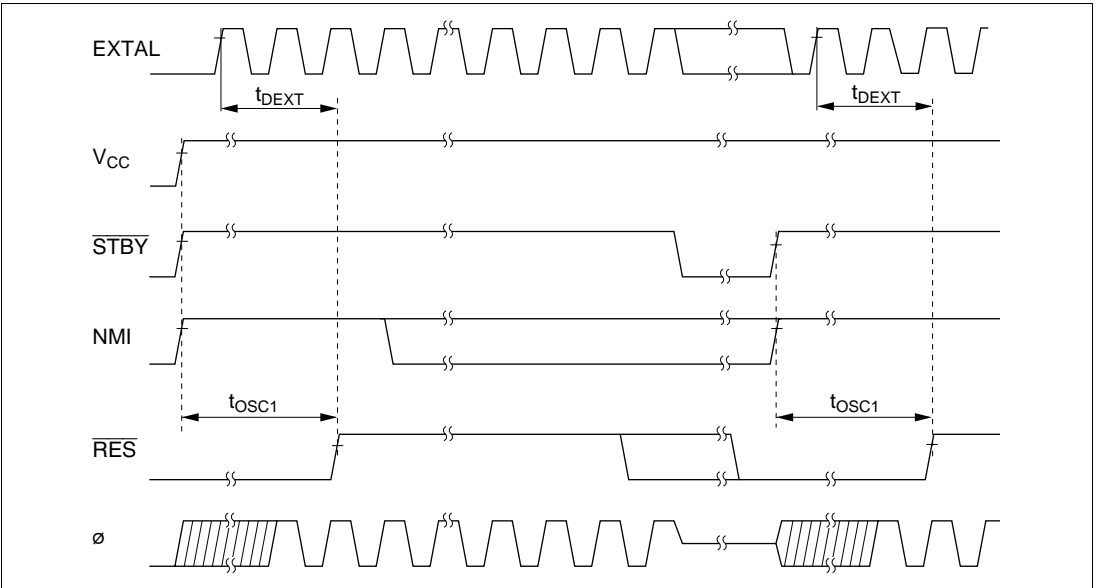 EXTAL
tDEXT
tDEXT
VCC
STBY
NMI
tOSC1
tOSC1
RES
ø